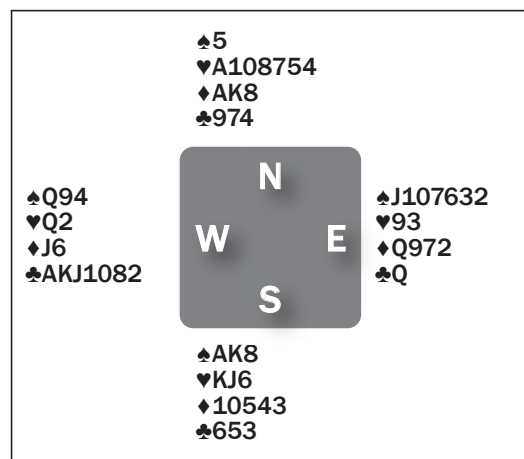 ♠5
♥A108754
♦AK8
♣974
N
♠Q94
♥Q2
♦J6
♣AKJ1082
W
E
♠J107632
♥93
♦Q972
♣Q
S
♠AK8
♥KJ6
♦10543
♣653